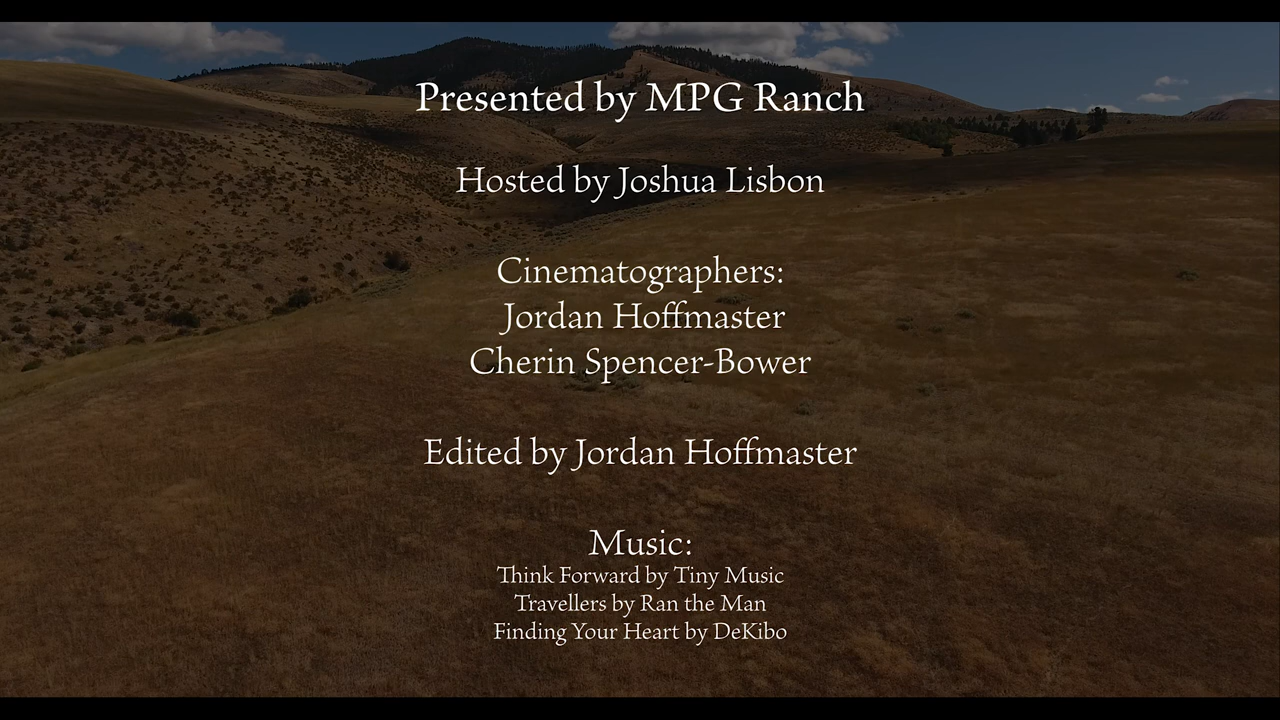 Presented by MPG Ranch
Hosted by Joshua Lisbon
Cinematographers:
Jordan Hoffmaster
Cherin Spencer-Bower
Edited by Jordan Hoffmaster
Music:
Think Forward by Tiny Music
Travellers by Ran the Man
Finding Your Heart by DeKibo